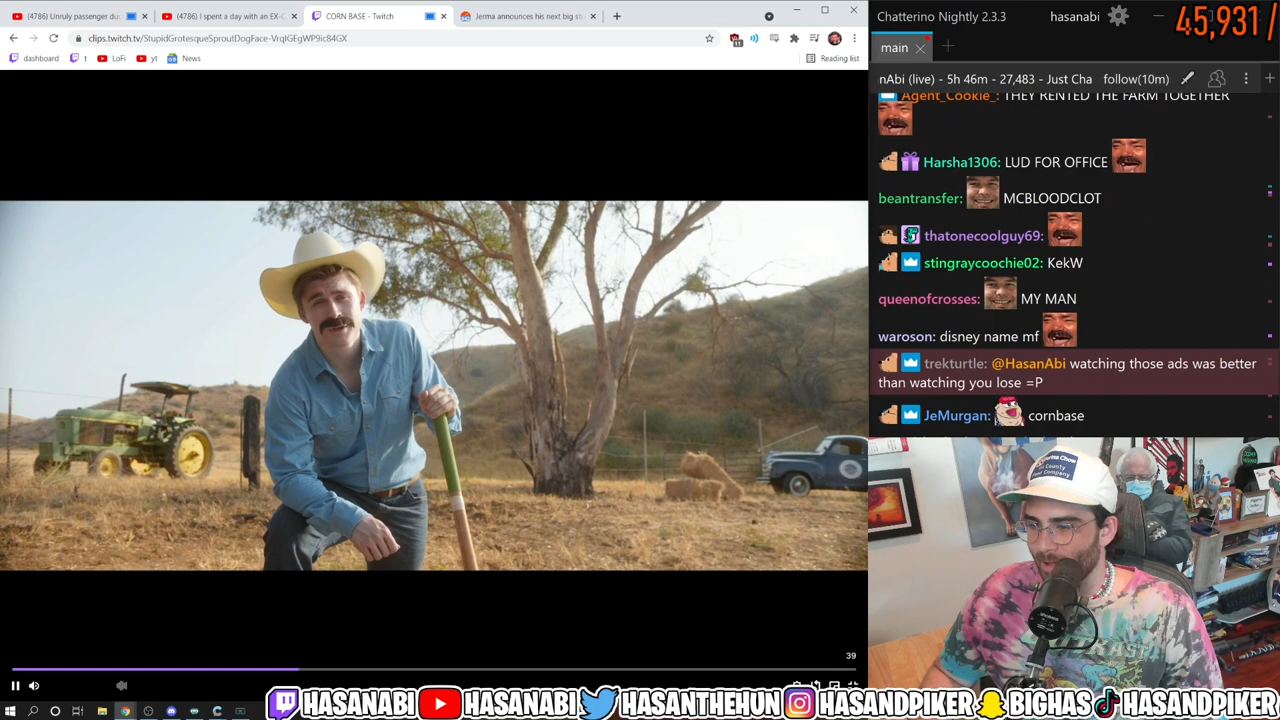 (4786) Unruly passenger duc
(4786) I spent a day with an EX-C
CORN BASE - Twitch
Jerma announces his next big str
clips.twitch.tv/StupidGrotesqueSproutDogFace-VrqIGEgWP9ic84GX
11
dashboard
t
LoFi
yt
News
Reading list
39
Chatterino Nightly 2.3.3
hasanabi
45,931 /
main
nAbi (live) - 5h 46m - 27,483 - Just Cha
follow(10m)
Agent_Cookie_: THEY RENTED THE FARM TOGETHER
Harsha1306: LUD FOR OFFICE
beantransfer: MCBLOODCLOT
thatonecoolguy69:
stingraycoochie02: KekW
queenofcrosses: MY MAN
waroson: disney name mf
trekturtle: @HasanAbi watching those ads was better
than watching you lose =P
JeMurgan: cornbase
HASANABI HASANABI HASANTHEHUN HASANDPIKER BIGHAS HASANDPIKER